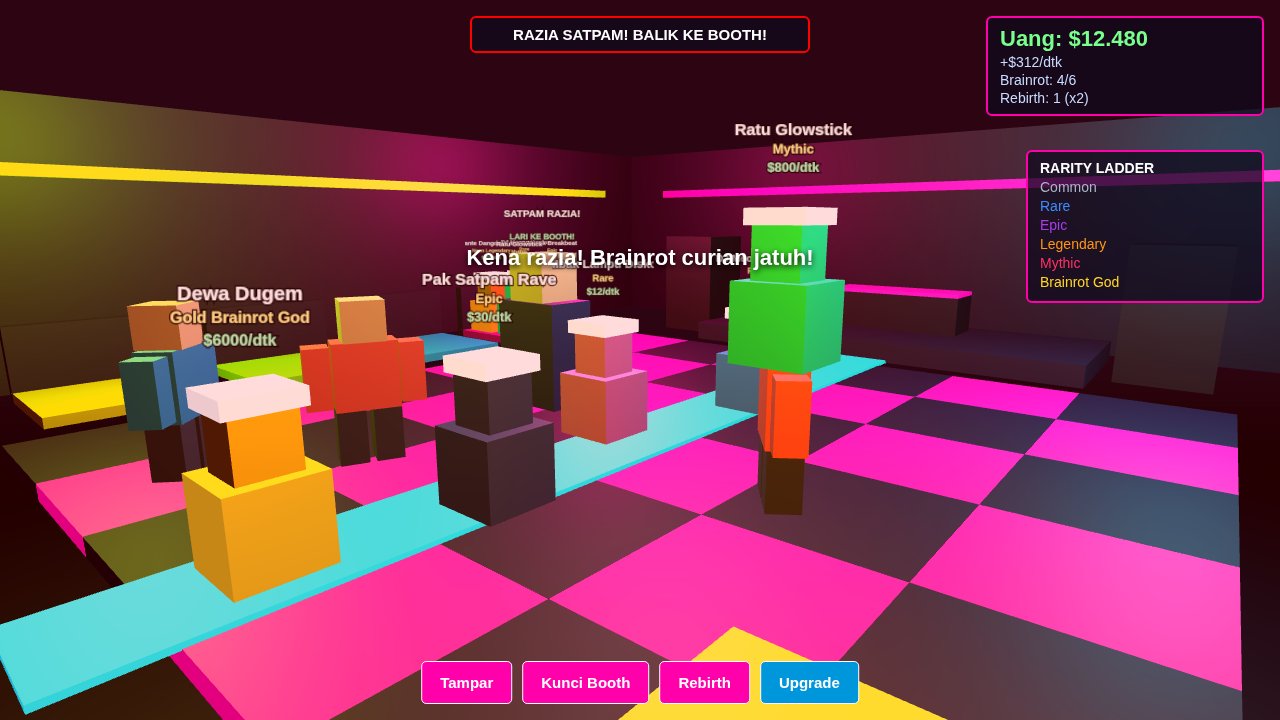 RAZIA SATPAM! BALIK KE BOOTH!
Uang: $12.480
+$312/dtk
Brainrot: 4/6
Rebirth: 1 (x2)
RARITY LADDER
Common
Rare
Epic
Legendary
Mythic
Brainrot God
Ratu Glowstick
Mythic
$800/dtk
SATPAM RAZIA!
LARI KE BOOTH!
Kena razia! Brainrot curian jatuh!
Pak Satpam Rave
Epic
$30/dtk
Rare
$12/dtk
Dewa Dugem
Gold Brainrot God
$6000/dtk
Tampar
Kunci Booth
Rebirth
Upgrade